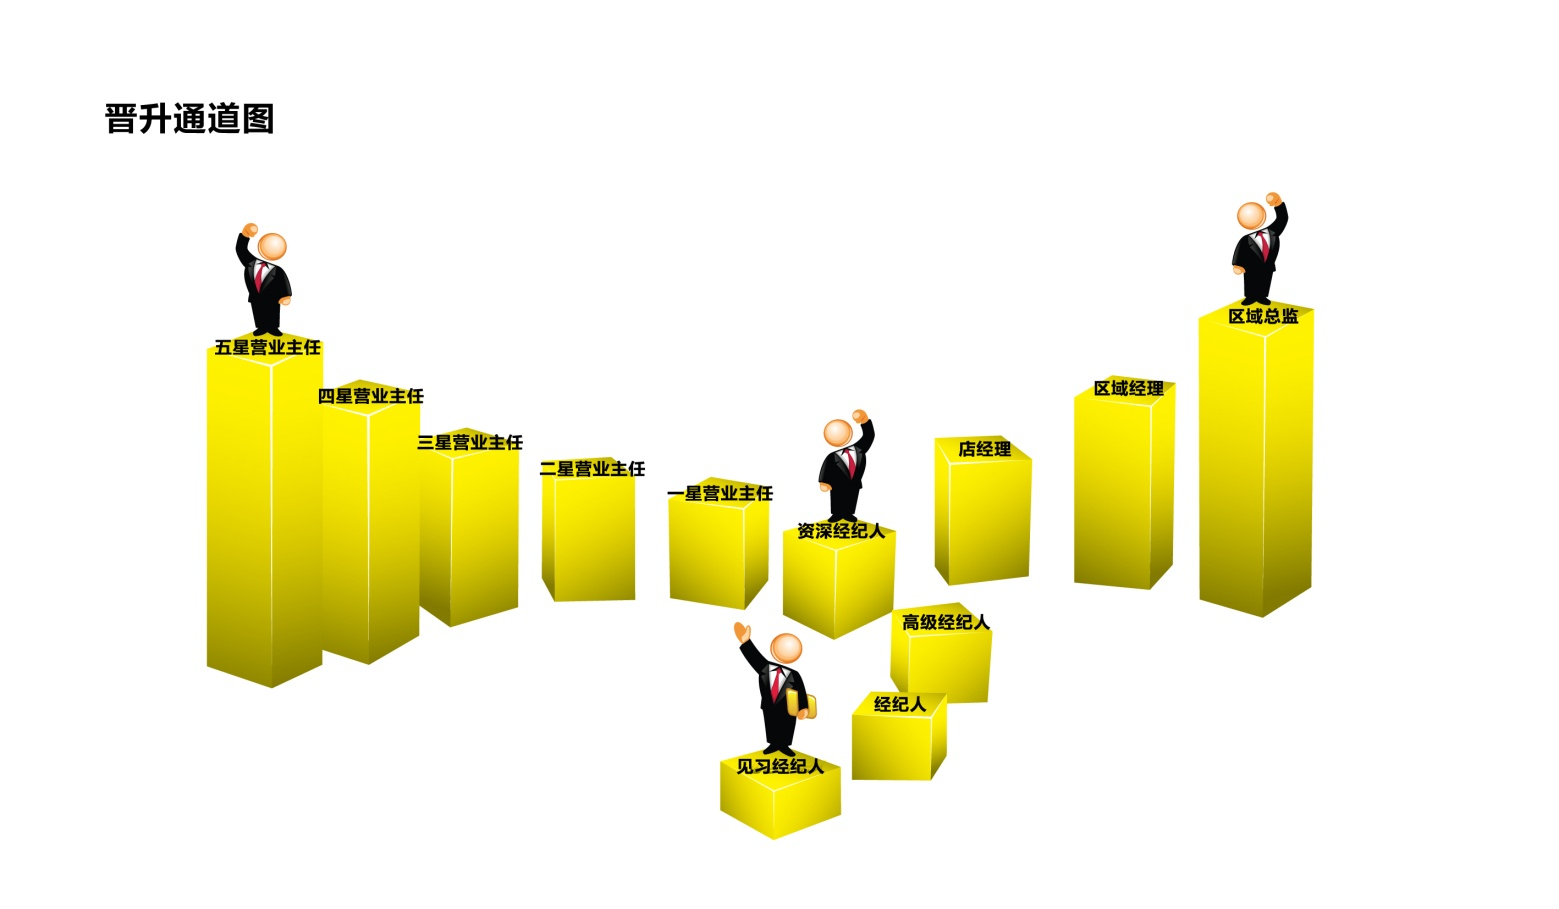 晋升通道图
五星营业主任
四星营业主任
三星营业主任
二星营业主任
一星营业主任
资深经纪人
店经理
区域经理
区域总监
高级经纪人
经纪人
见习经纪人